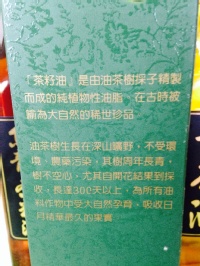 「茶籽油」是由油茶樹採子精製
而成的純植物性油脂，在古時被
喻為大自然的稀世珍品
油茶樹生長在深山曠野，不受環
境、農藥污染，其樹周年長青，
樹不空心，尤其自開花結果到採
收，長達300天以上，為所有油
料作物中受大自然孕育，吸收日
月精華最久的果實